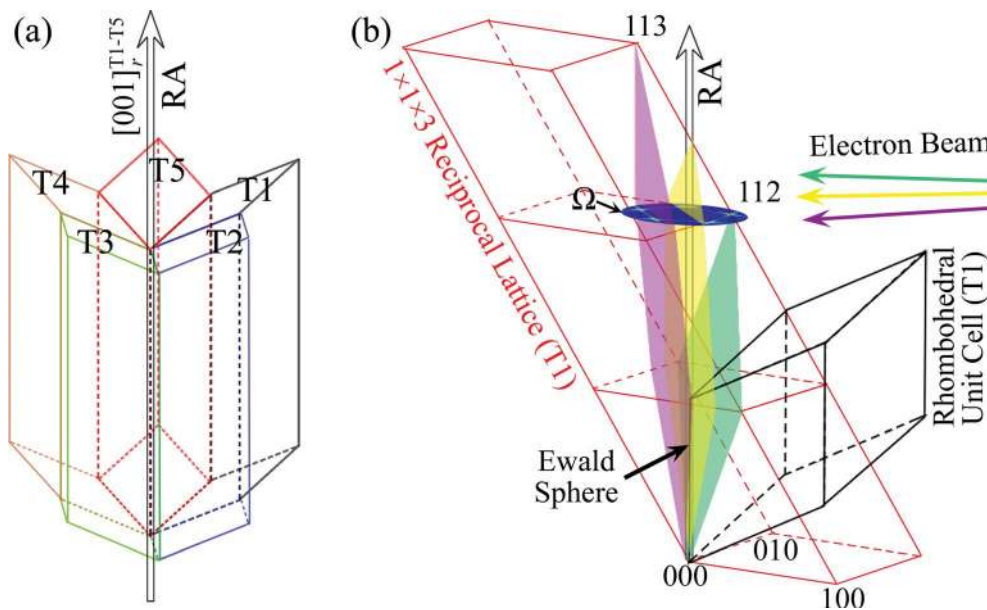 (a)
[001]ᵣᵀ¹⁻ᵀ⁵
RA
T4
T5
T1
T3
T2
(b)
113
RA
1×1×3 Reciprocal Lattice (T1)
Electron Beam
Ω
112
Rhombohedral
Unit Cell (T1)
Ewald
Sphere
010
000
100